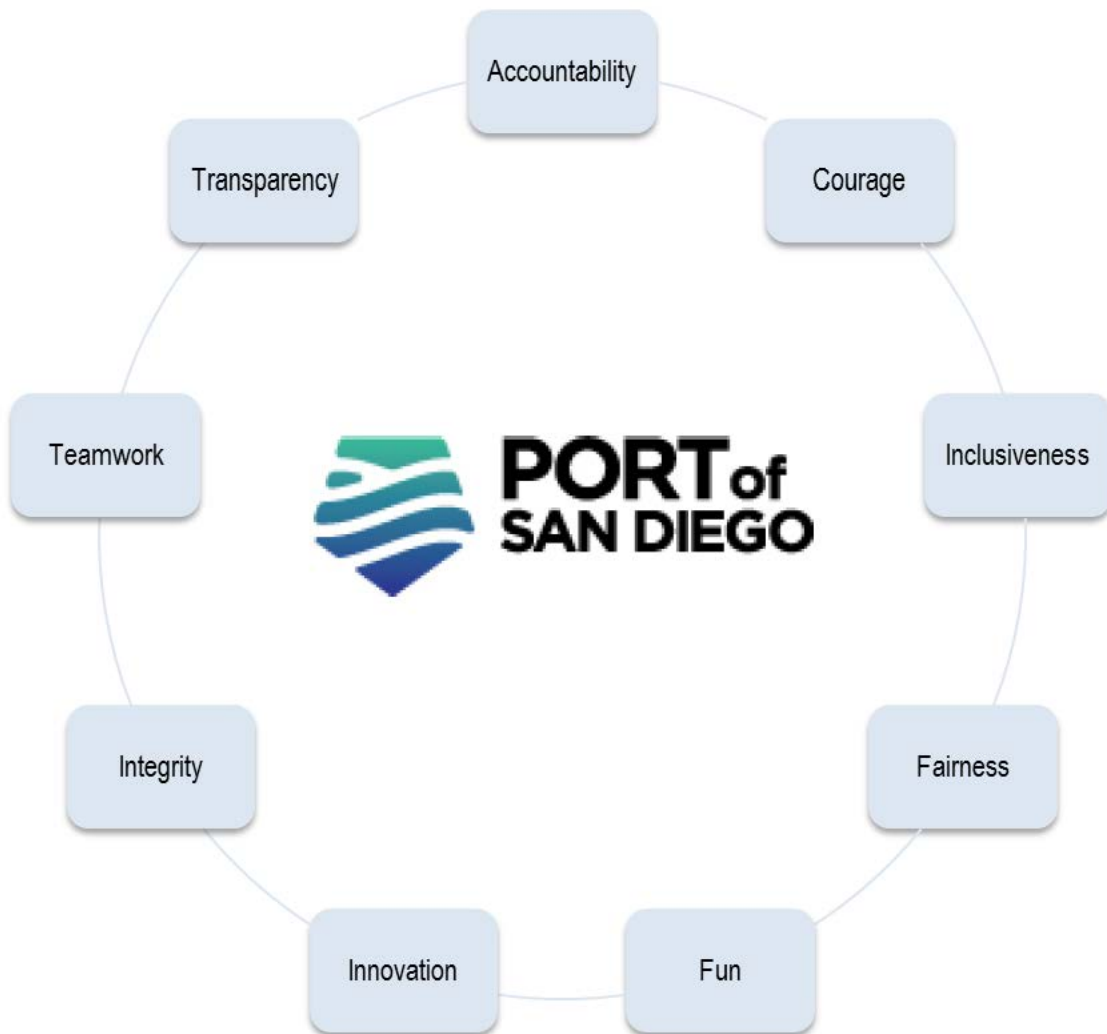 Accountability
Courage
Inclusiveness
Fairness
Fun
Innovation
Integrity
Teamwork
Transparency
PORT of
SAN DIEGO